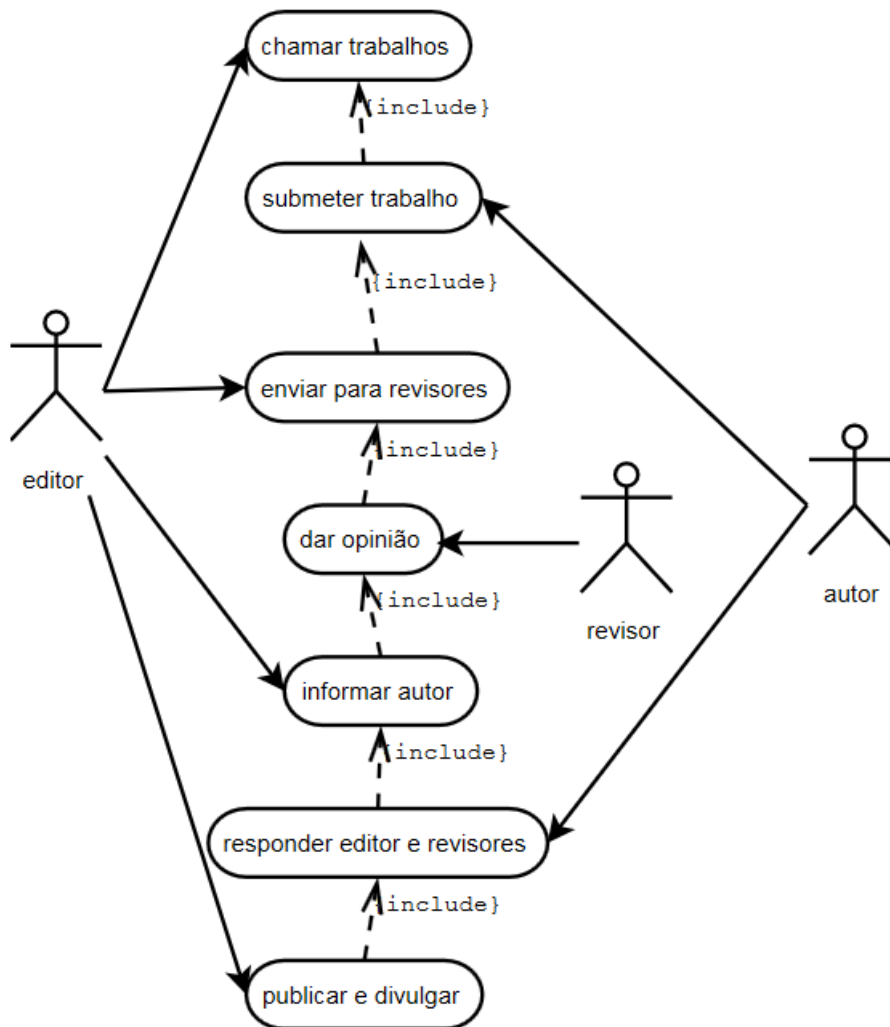 chamar trabalhos
{include}
submeter trabalho
{include}
enviar para revisores
{include}
editor
dar opinião
revisor
autor
{include}
informar autor
{include}
responder editor e revisores
{include}
publicar e divulgar